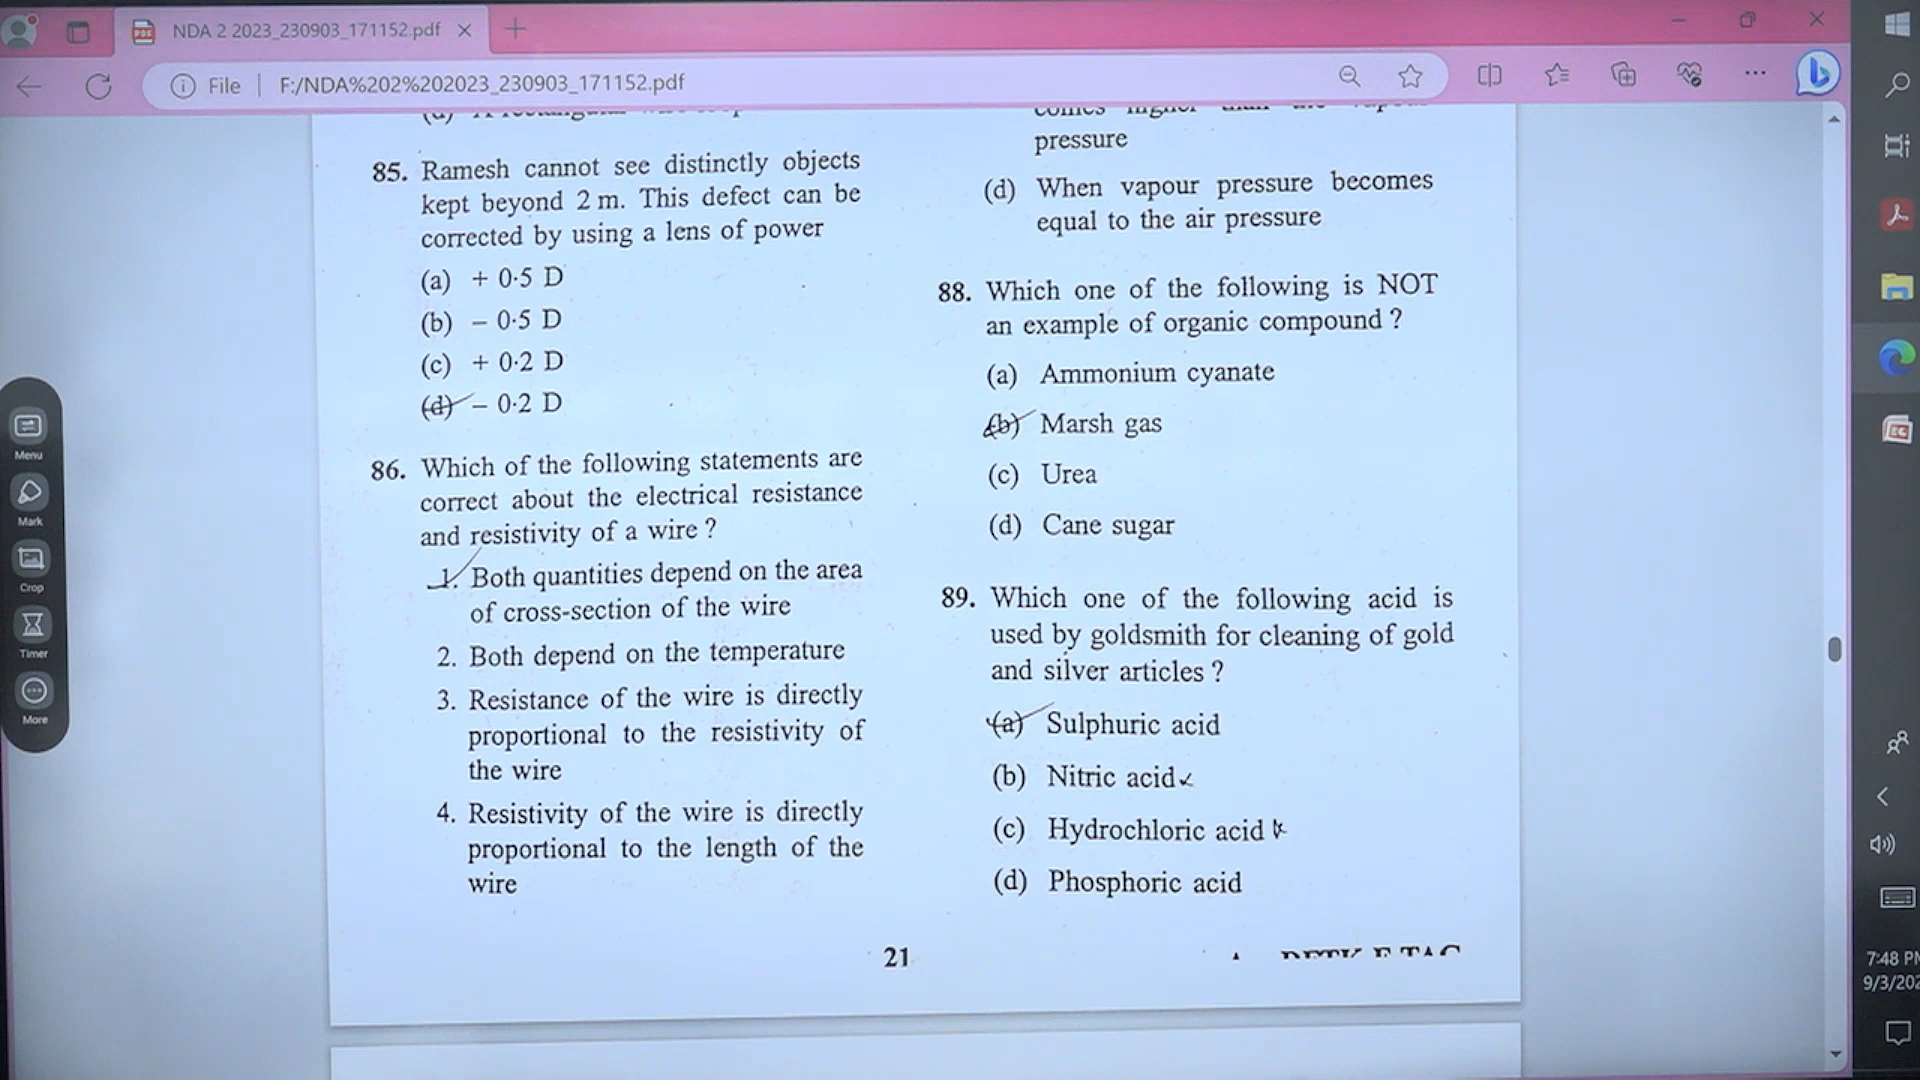 NDA 2 2023_230903_171152.pdf
File
F:/NDA%202%202023_230903_171152.pdf
85. Ramesh cannot see distinctly objects
kept beyond 2 m. This defect can be
corrected by using a lens of power
(a) + 0·5 D
(b) – 0·5 D
(c) + 0·2 D
(d) – 0·2 D
86. Which of the following statements are
correct about the electrical resistance
and resistivity of a wire ?
1. Both quantities depend on the area
of cross-section of the wire
2. Both depend on the temperature
3. Resistance of the wire is directly
proportional to the resistivity of
the wire
4. Resistivity of the wire is directly
proportional to the length of the
wire
pressure
(d) When vapour pressure becomes
equal to the air pressure
88. Which one of the following is NOT
an example of organic compound ?
(a) Ammonium cyanate
(b) Marsh gas
(c) Urea
(d) Cane sugar
89. Which one of the following acid is
used by goldsmith for cleaning of gold
and silver articles ?
(a) Sulphuric acid
(b) Nitric acid
(c) Hydrochloric acid
(d) Phosphoric acid
21
Menu
Mark
Crop
Timer
More
7:48 PM
9/3/202